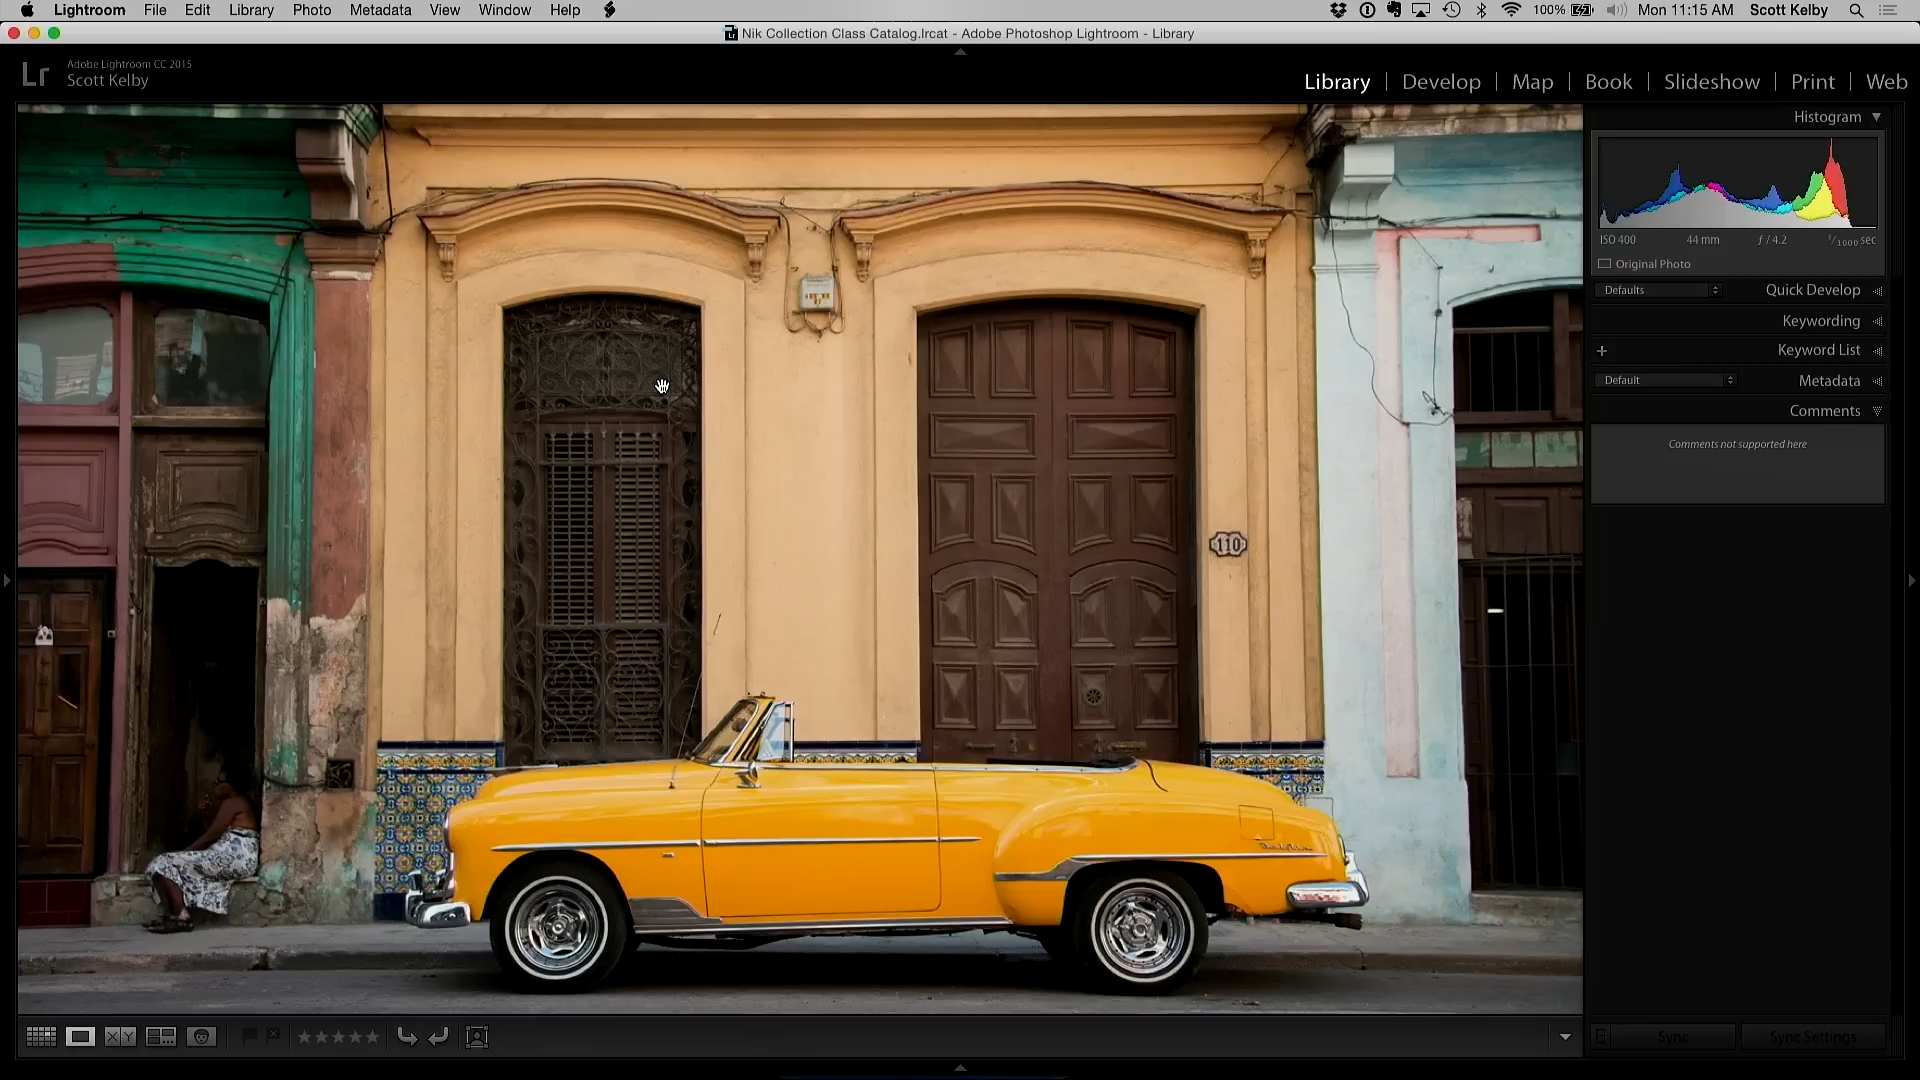 Lightroom File Edit Library Photo Metadata View Window Help 100% Mon 11:15 AM Scott Kelby
Nik Collection Class Catalog.lrcat - Adobe Photoshop Lightroom - Library
Lr
Adobe Lightroom CC 2015
Scott Kelby
Library | Develop | Map | Book | Slideshow | Print | Web
Histogram
ISO 400 44 mm ƒ / 4.2 1/1000 sec
Original Photo
Defaults Quick Develop
Keywording
+ Keyword List
Default Metadata
Comments
Comments not supported here
110
X Y
Sync Sync Settings